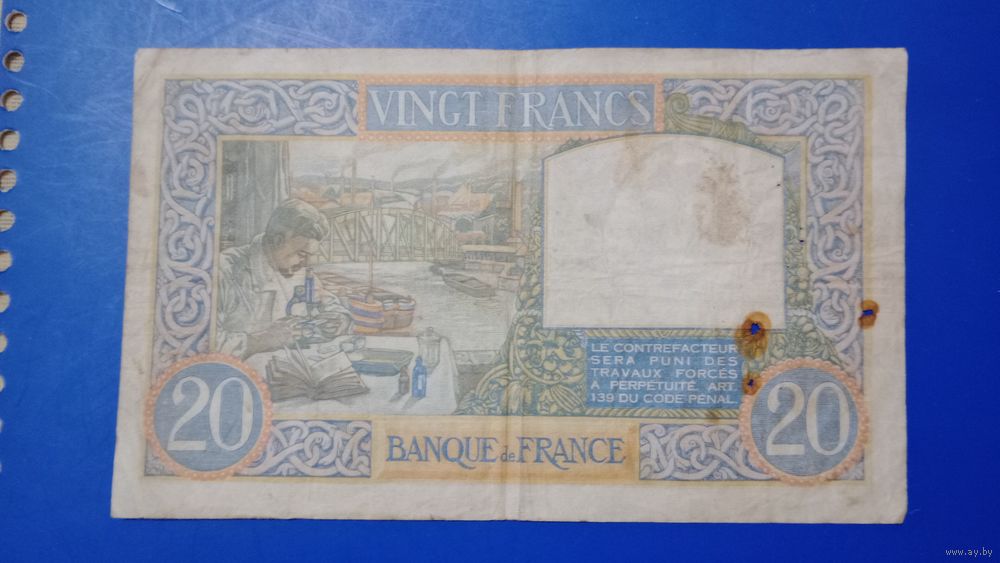 VINGT FRANCS
LE CONTREFACTEUR
SERA PUNI DES
TRAVAUX FORCÉS
A PERPÉTUITÉ. ART.
139 DU CODE PÉNAL.
20
20
BANQUE de FRANCE
www.ay.by